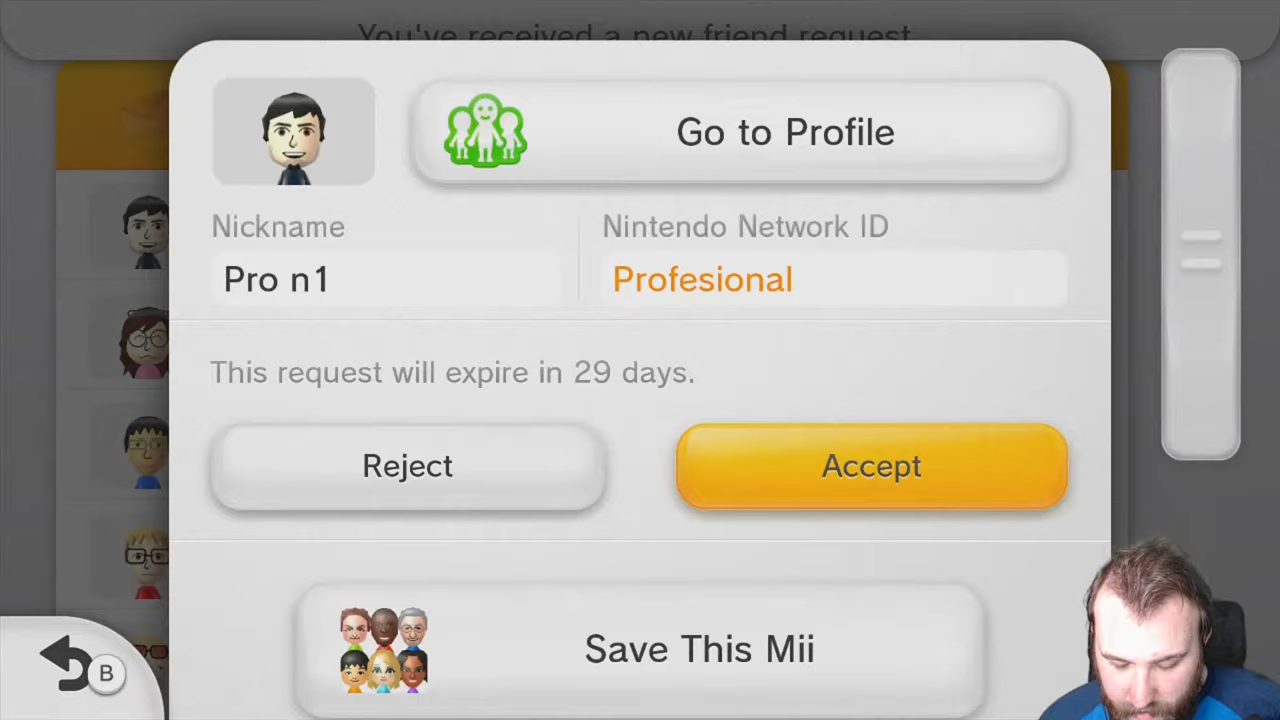 You've received a new friend request
Go to Profile
Nickname
Nintendo Network ID
Pro n1
Profesional
This request will expire in 29 days.
Reject
Accept
Save This Mii
B